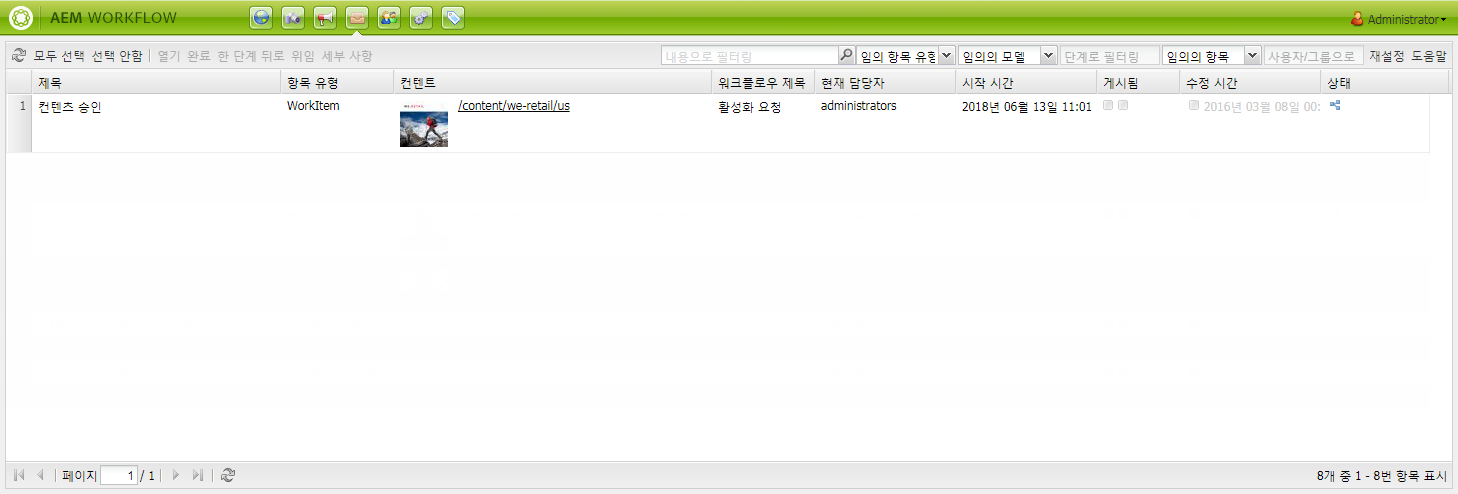 AEM WORKFLOW Administrator
모두 선택 선택 안함 열기 완료 한 단계 뒤로 위임 세부 사항 내용으로 필터링 임의 항목 유형 임의의 모델 단계로 필터링 임의의 항목 사용자/그룹으로 재설정 도움말
제목 항목 유형 컨텐트 워크플로우 제목 현재 담당자 시작 시간 게시됨 수정 시간 상태
1 컨텐츠 승인 WorkItem /content/we-retail/us 활성화 요청 administrators 2018년 06월 13일 11:01 2016년 03월 08일 00:
페이지 1 / 1 8개 중 1 - 8번 항목 표시